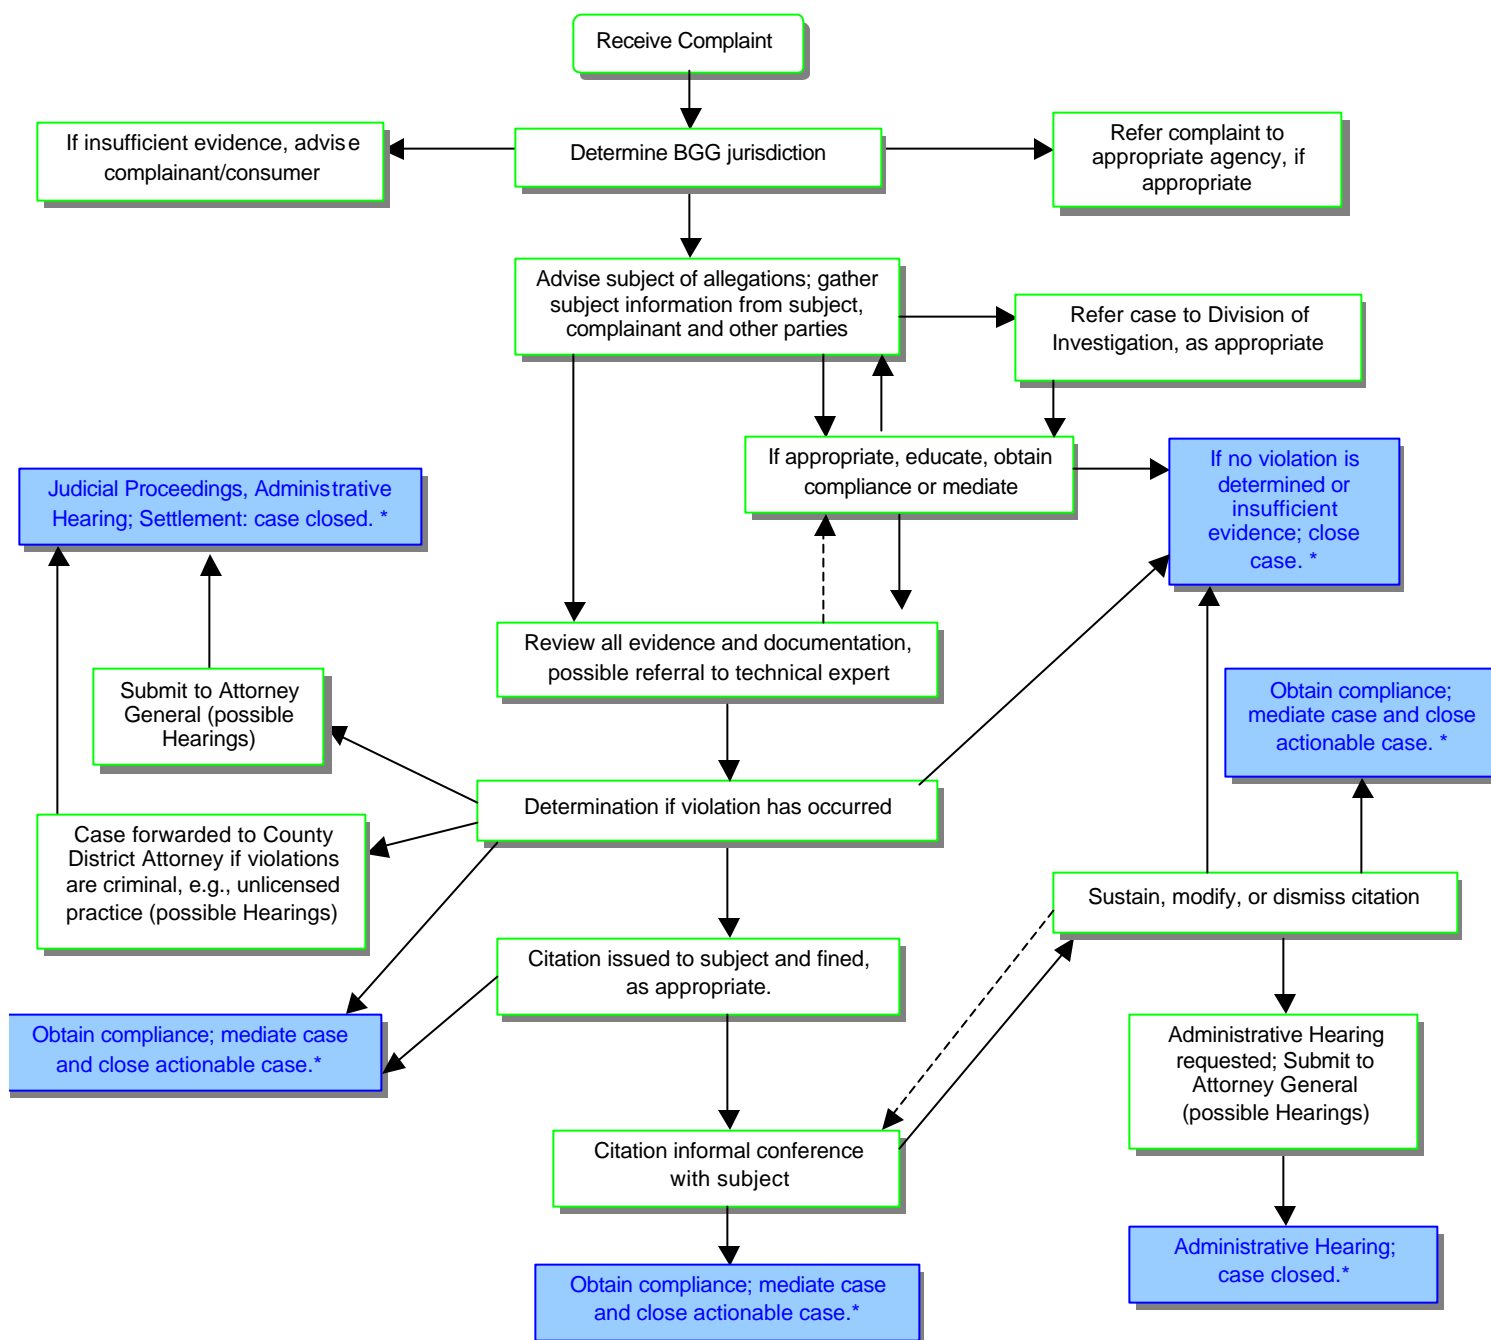 Receive Complaint
If insufficient evidence, advise
complainant/consumer
Determine BGG jurisdiction
Refer complaint to
appropriate agency, if
appropriate
Advise subject of allegations; gather
subject information from subject,
complainant and other parties
Refer case to Division of
Investigation, as appropriate
If appropriate, educate, obtain
compliance or mediate
If no violation is
determined or
insufficient
evidence; close
case. *
Judicial Proceedings, Administrative
Hearing; Settlement: case closed. *
Review all evidence and documentation,
possible referral to technical expert
Submit to Attorney
General (possible
Hearings)
Obtain compliance;
mediate case and close
actionable case. *
Determination if violation has occurred
Case forwarded to County
District Attorney if violations
are criminal, e.g., unlicensed
practice (possible Hearings)
Sustain, modify, or dismiss citation
Citation issued to subject and fined,
as appropriate.
Obtain compliance; mediate case
and close actionable case.*
Administrative Hearing
requested; Submit to
Attorney General
(possible Hearings)
Citation informal conference
with subject
Administrative Hearing;
case closed.*
Obtain compliance; mediate case
and close actionable case.*